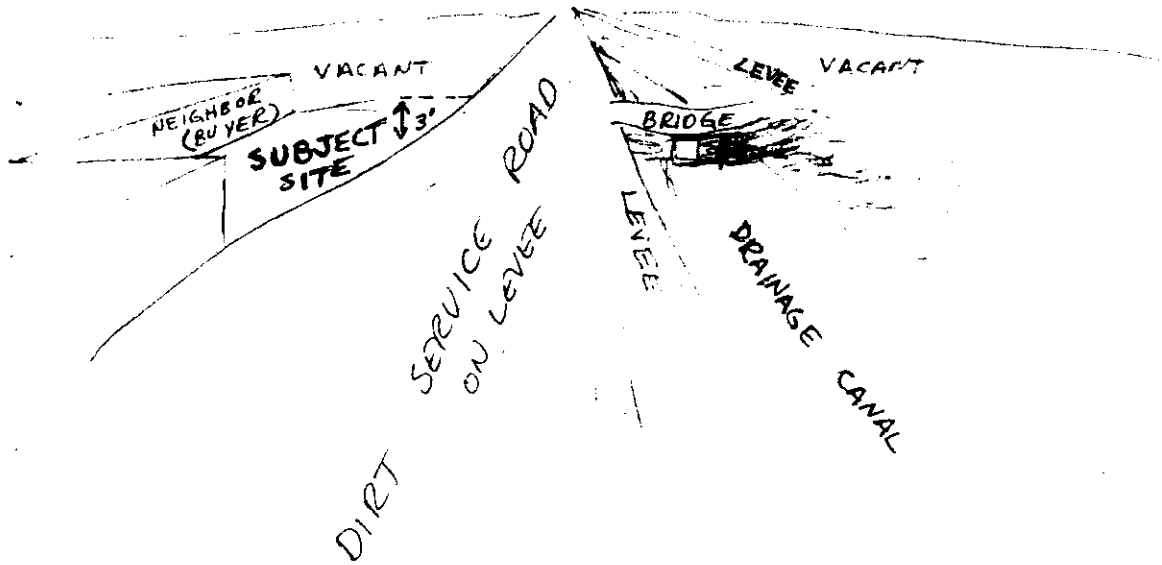 VACANT
NEIGHBOR
(BUYER)
SUBJECT
SITE
3'
LEVEE
VACANT
BRIDGE
DIRT SERVICE ROAD
ON LEVEE
LEVEE
DRAINAGE CANAL